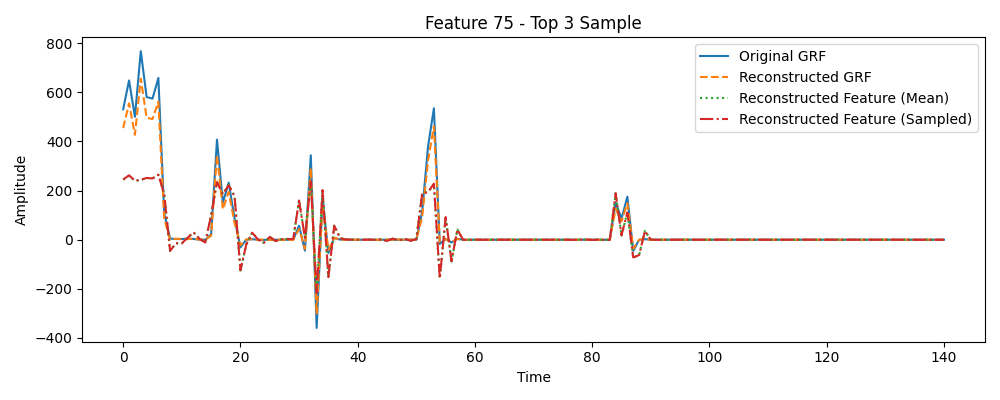 Feature 75 - Top 3 Sample
Original GRF
Reconstructed GRF
Reconstructed Feature (Mean)
Reconstructed Feature (Sampled)
Amplitude
800
600
400
200
0
−200
−400
0 20 40 60 80 100 120 140
Time